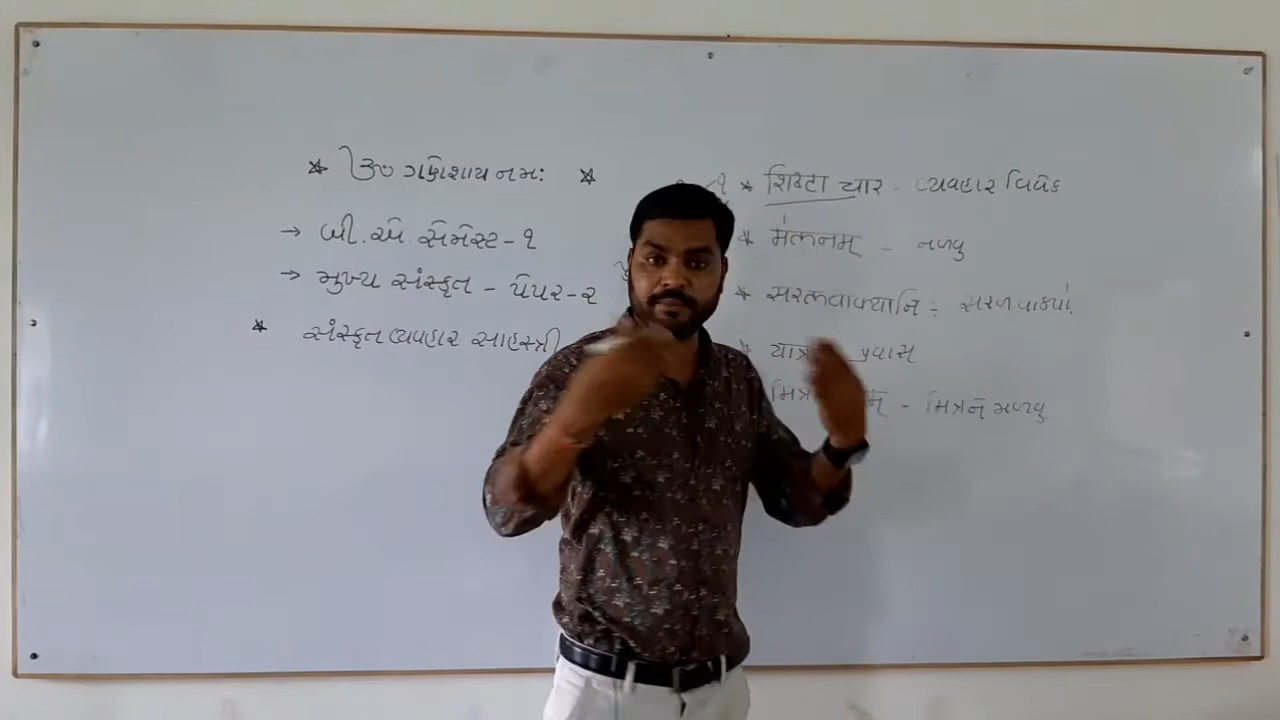 ૐ ગણેશાય નમઃ
→ બી.એ. સેમેસ્ટ-૧
→ મુખ્ય સંસ્કૃત - પેપર-૨
* સંસ્કૃત વ્યવહાર સાહસ્ત્રી
* शिष्टाचार - વ્યવહાર વિવેક
* मेलनम् - મળવુ
* सरलवाक्यानि ÷ સરળ વાક્યો.
પ્રવાસ
मित्र - મિત્રને મળવુ.